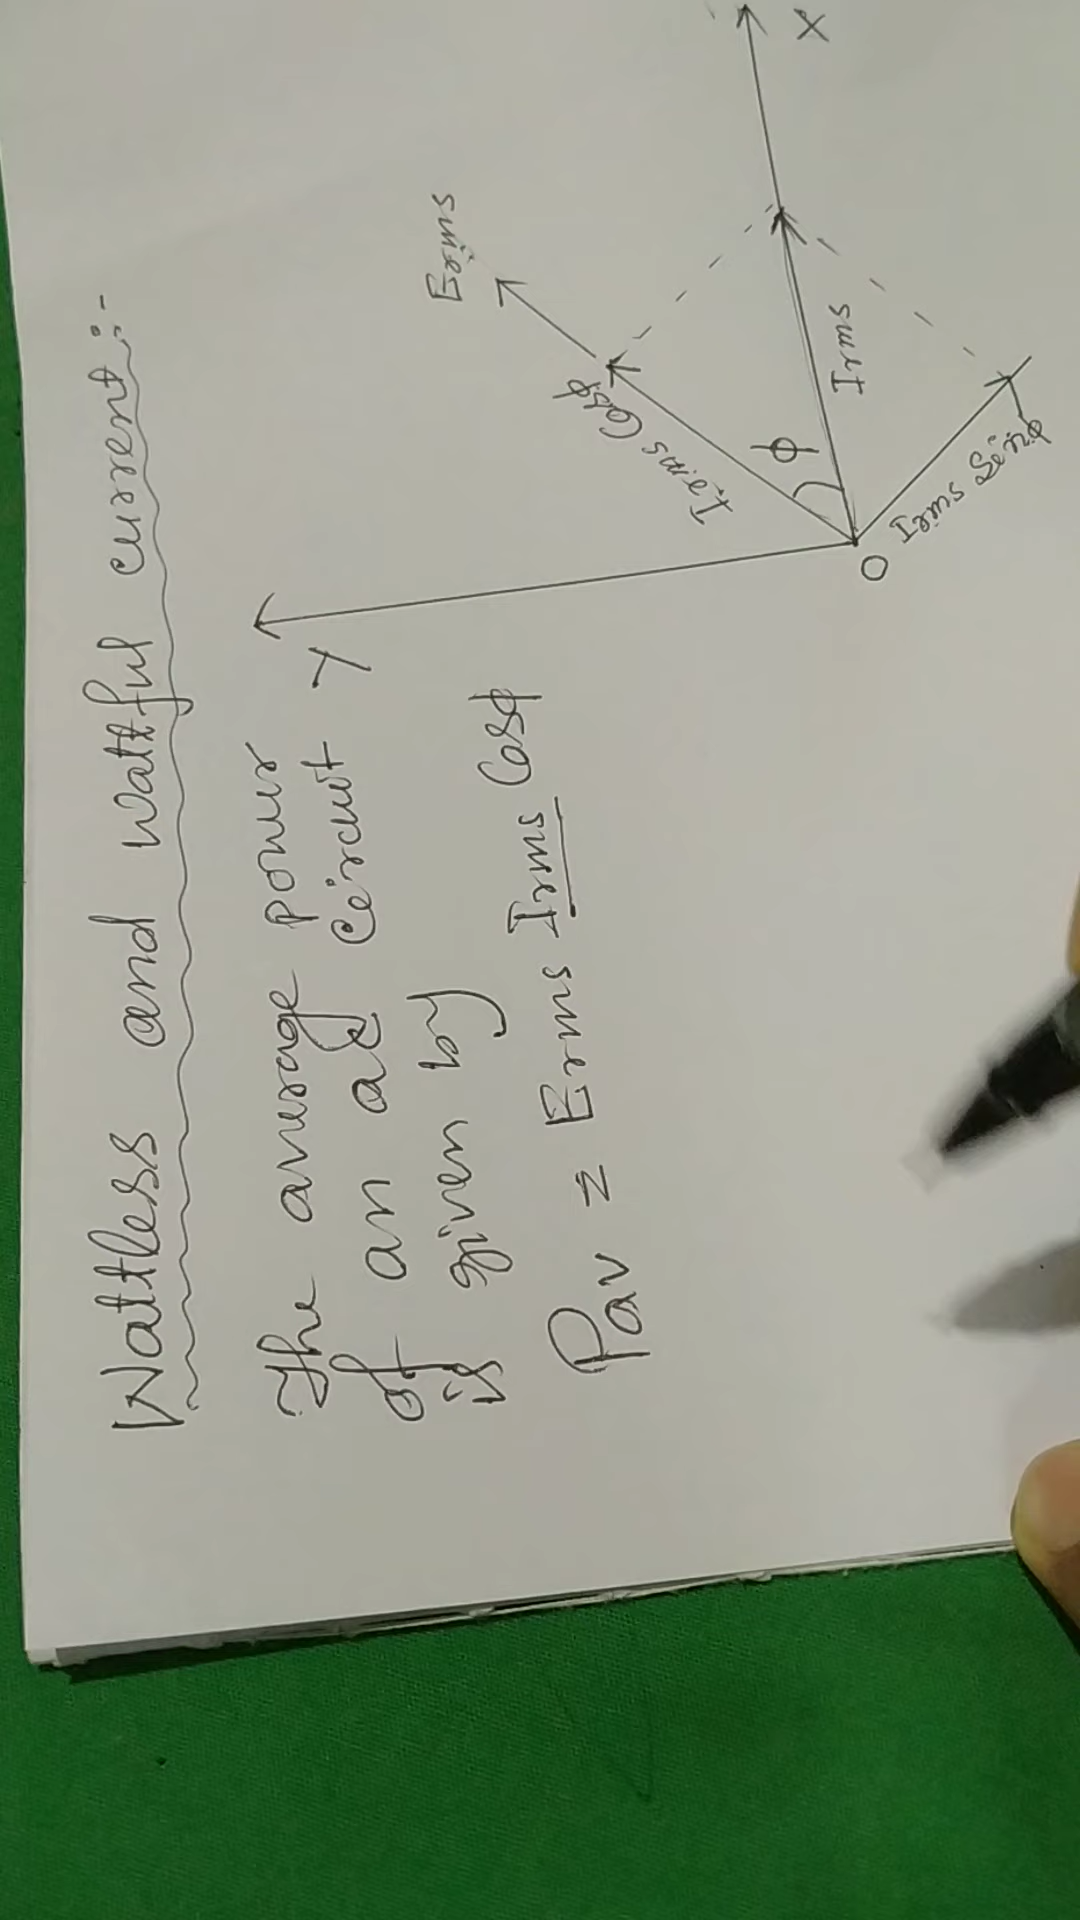 Wattless and wattful current :-
The average power
of an ac circuit
is given by
Pav = Erms Irms Cosφ
Y
Erms
Irms Cosφ
φ
Irms
X
O
Irms Sinφ